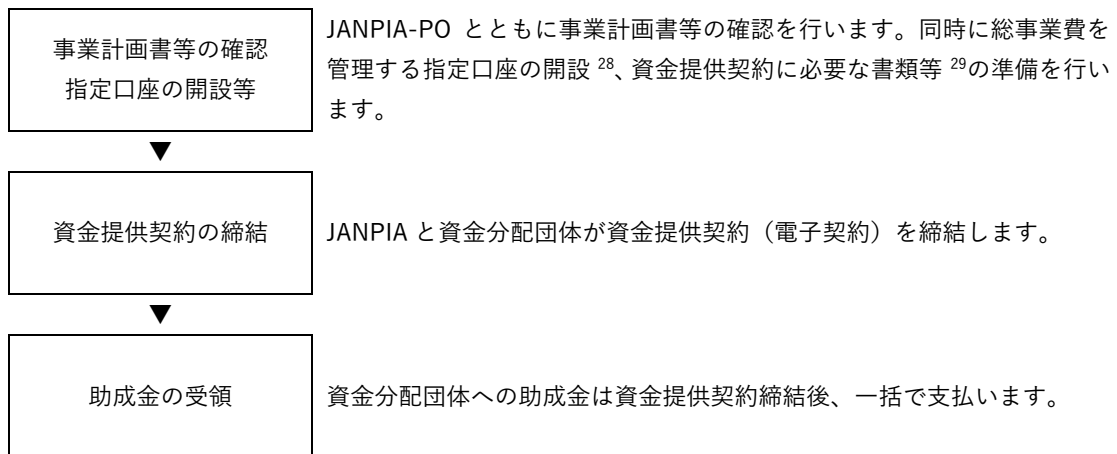 事業計画書等の確認
指定口座の開設等
JANPIA-PO とともに事業計画書等の確認を行います。同時に総事業費を
管理する指定口座の開設 28、資金提供契約に必要な書類等 29の準備を行い
ます。
▼
資金提供契約の締結
JANPIA と資金分配団体が資金提供契約（電子契約）を締結します。
▼
助成金の受領
資金分配団体への助成金は資金提供契約締結後、一括で支払います。